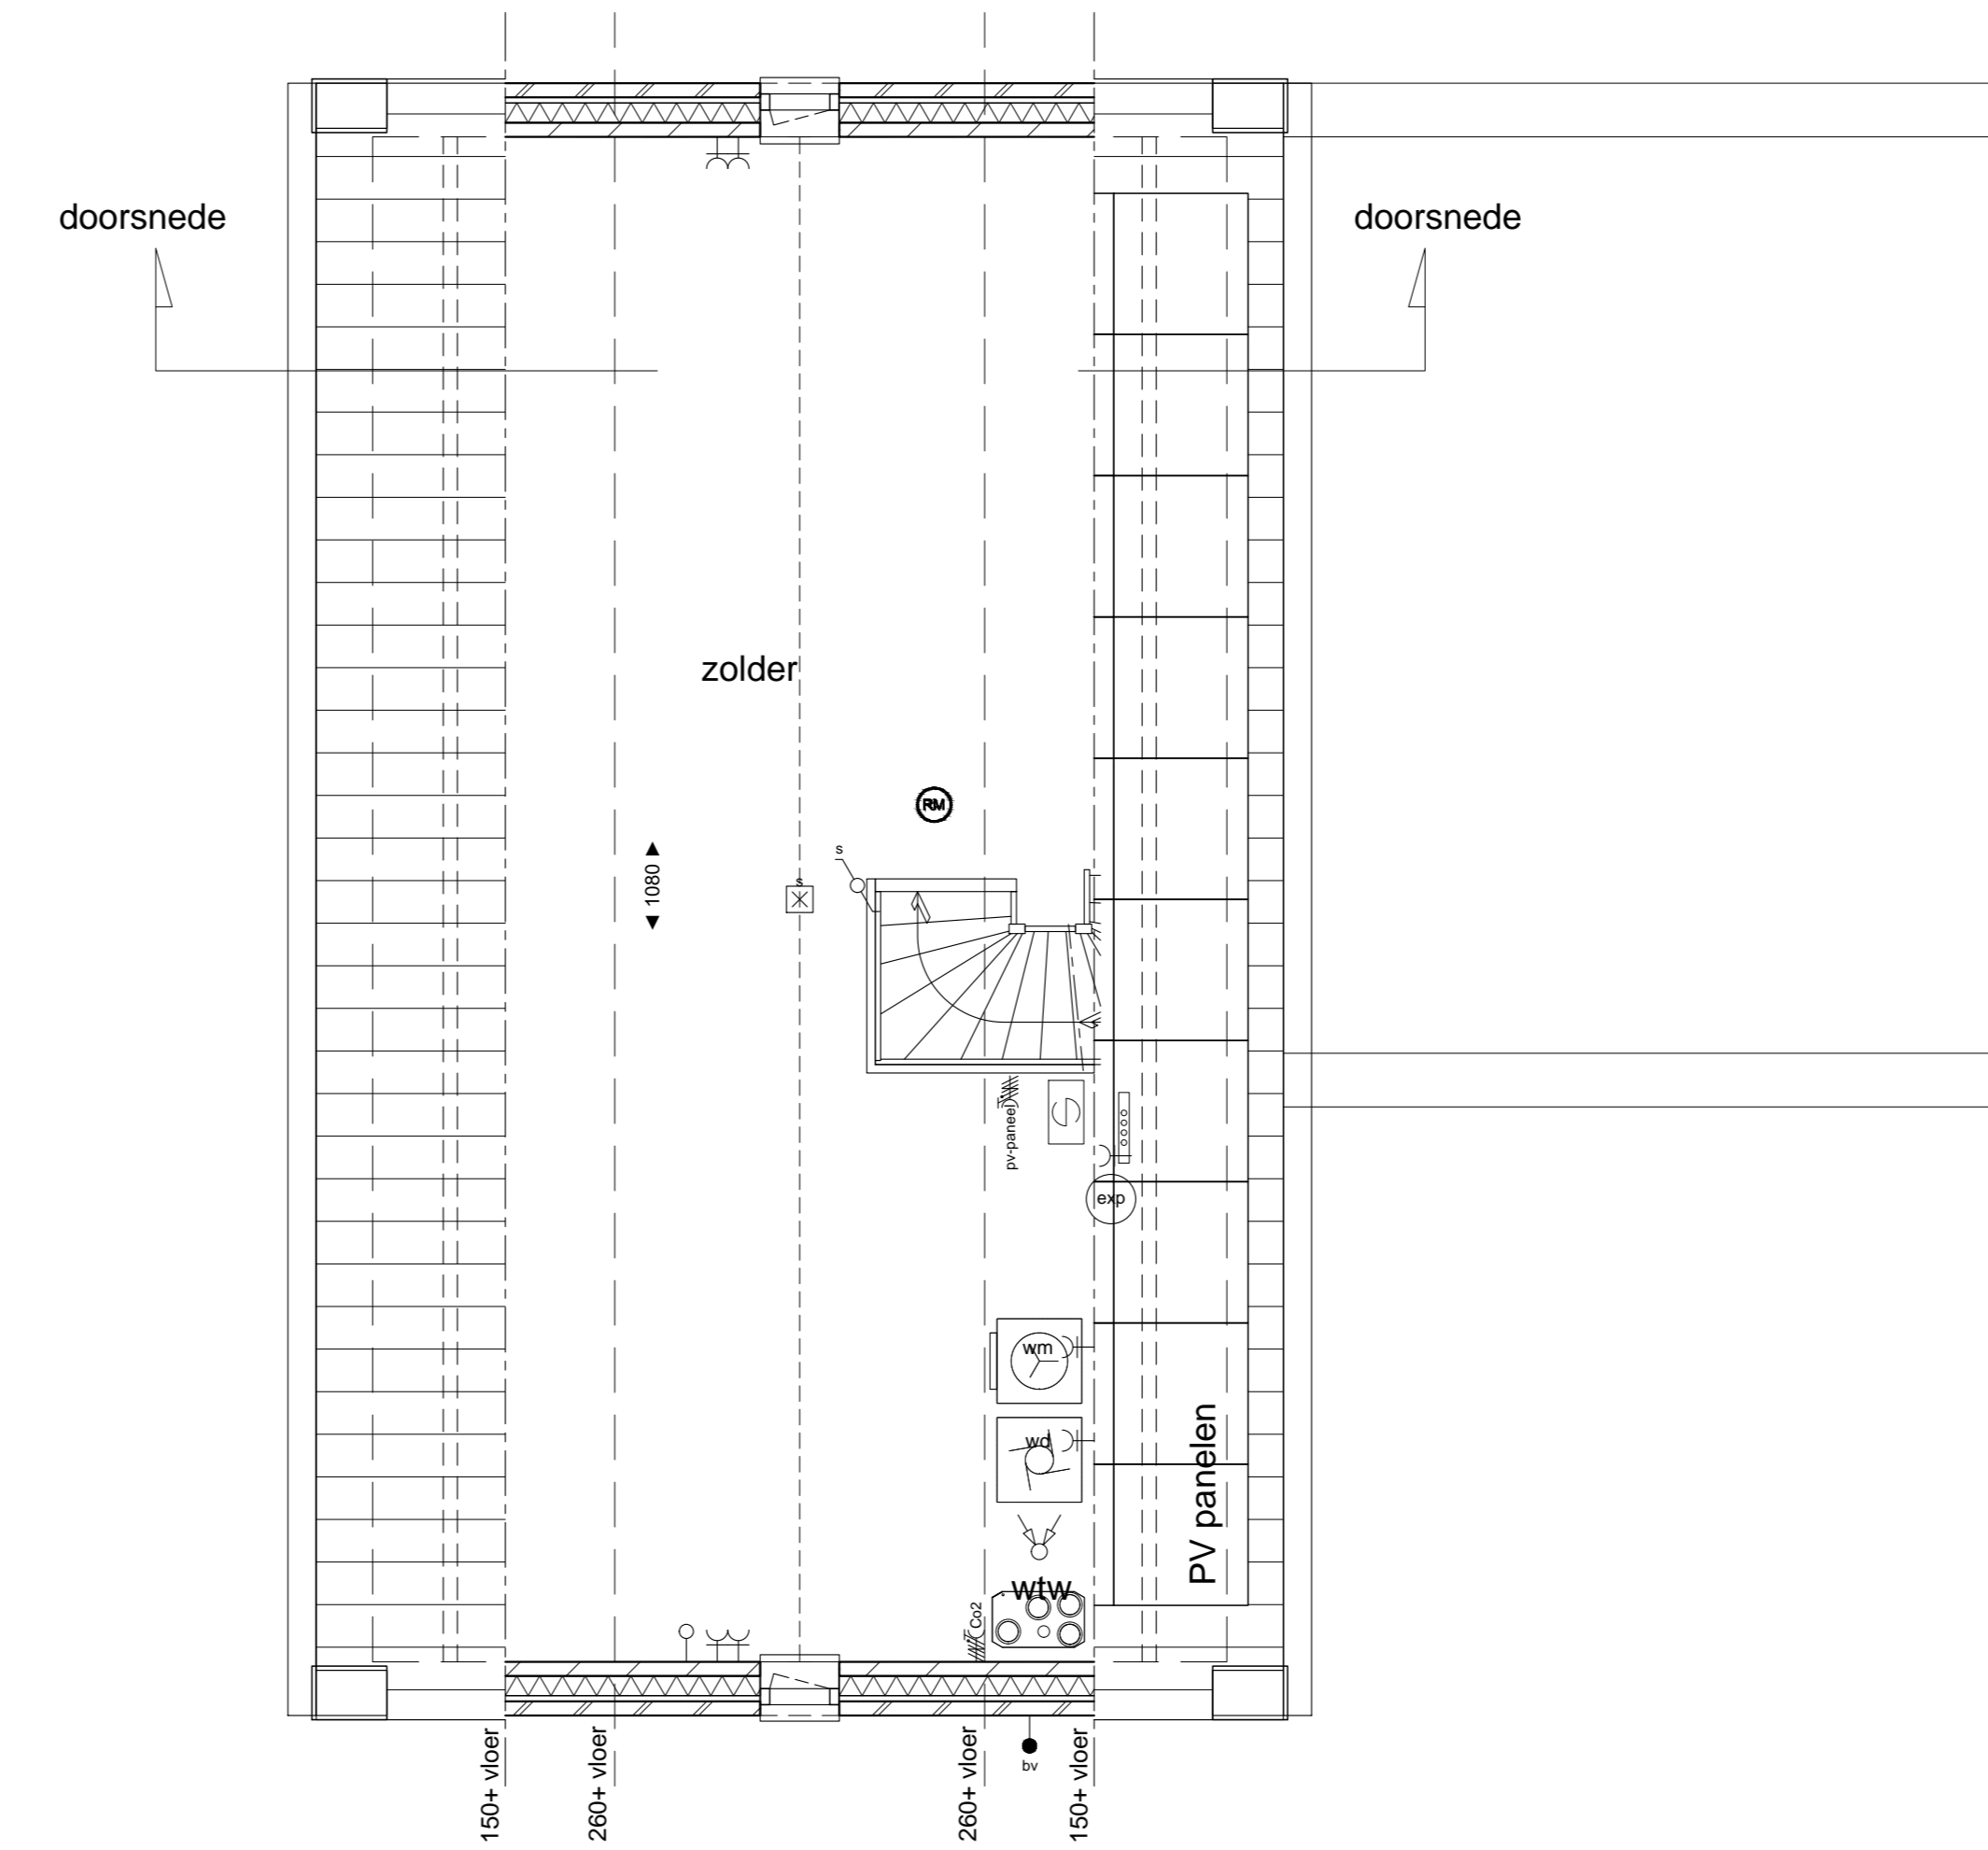 doorsnede
doorsnede
zolder
RM
s
s
◄ 1080 ►
pv-paneel
exp
wm
wd
PV panelen
wtw
Co2
bv
150+ vloer
260+ vloer
260+ vloer
150+ vloer